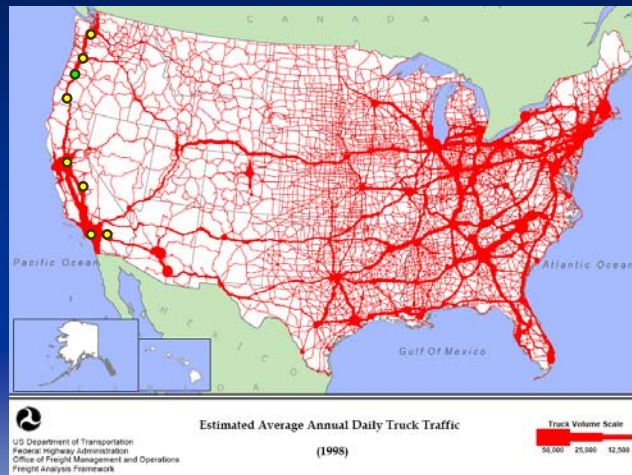 C A N A D A
Pacific Ocean
Atlantic Ocean
Gulf Of Mexico
M E X I C O
Estimated Average Annual Daily Truck Traffic
(1998)
US Department of Transportation
Federal Highway Administration
Office of Freight Management and Operations
Freight Analysis Framework
Truck Volume Scale
50,000 25,000 12,500